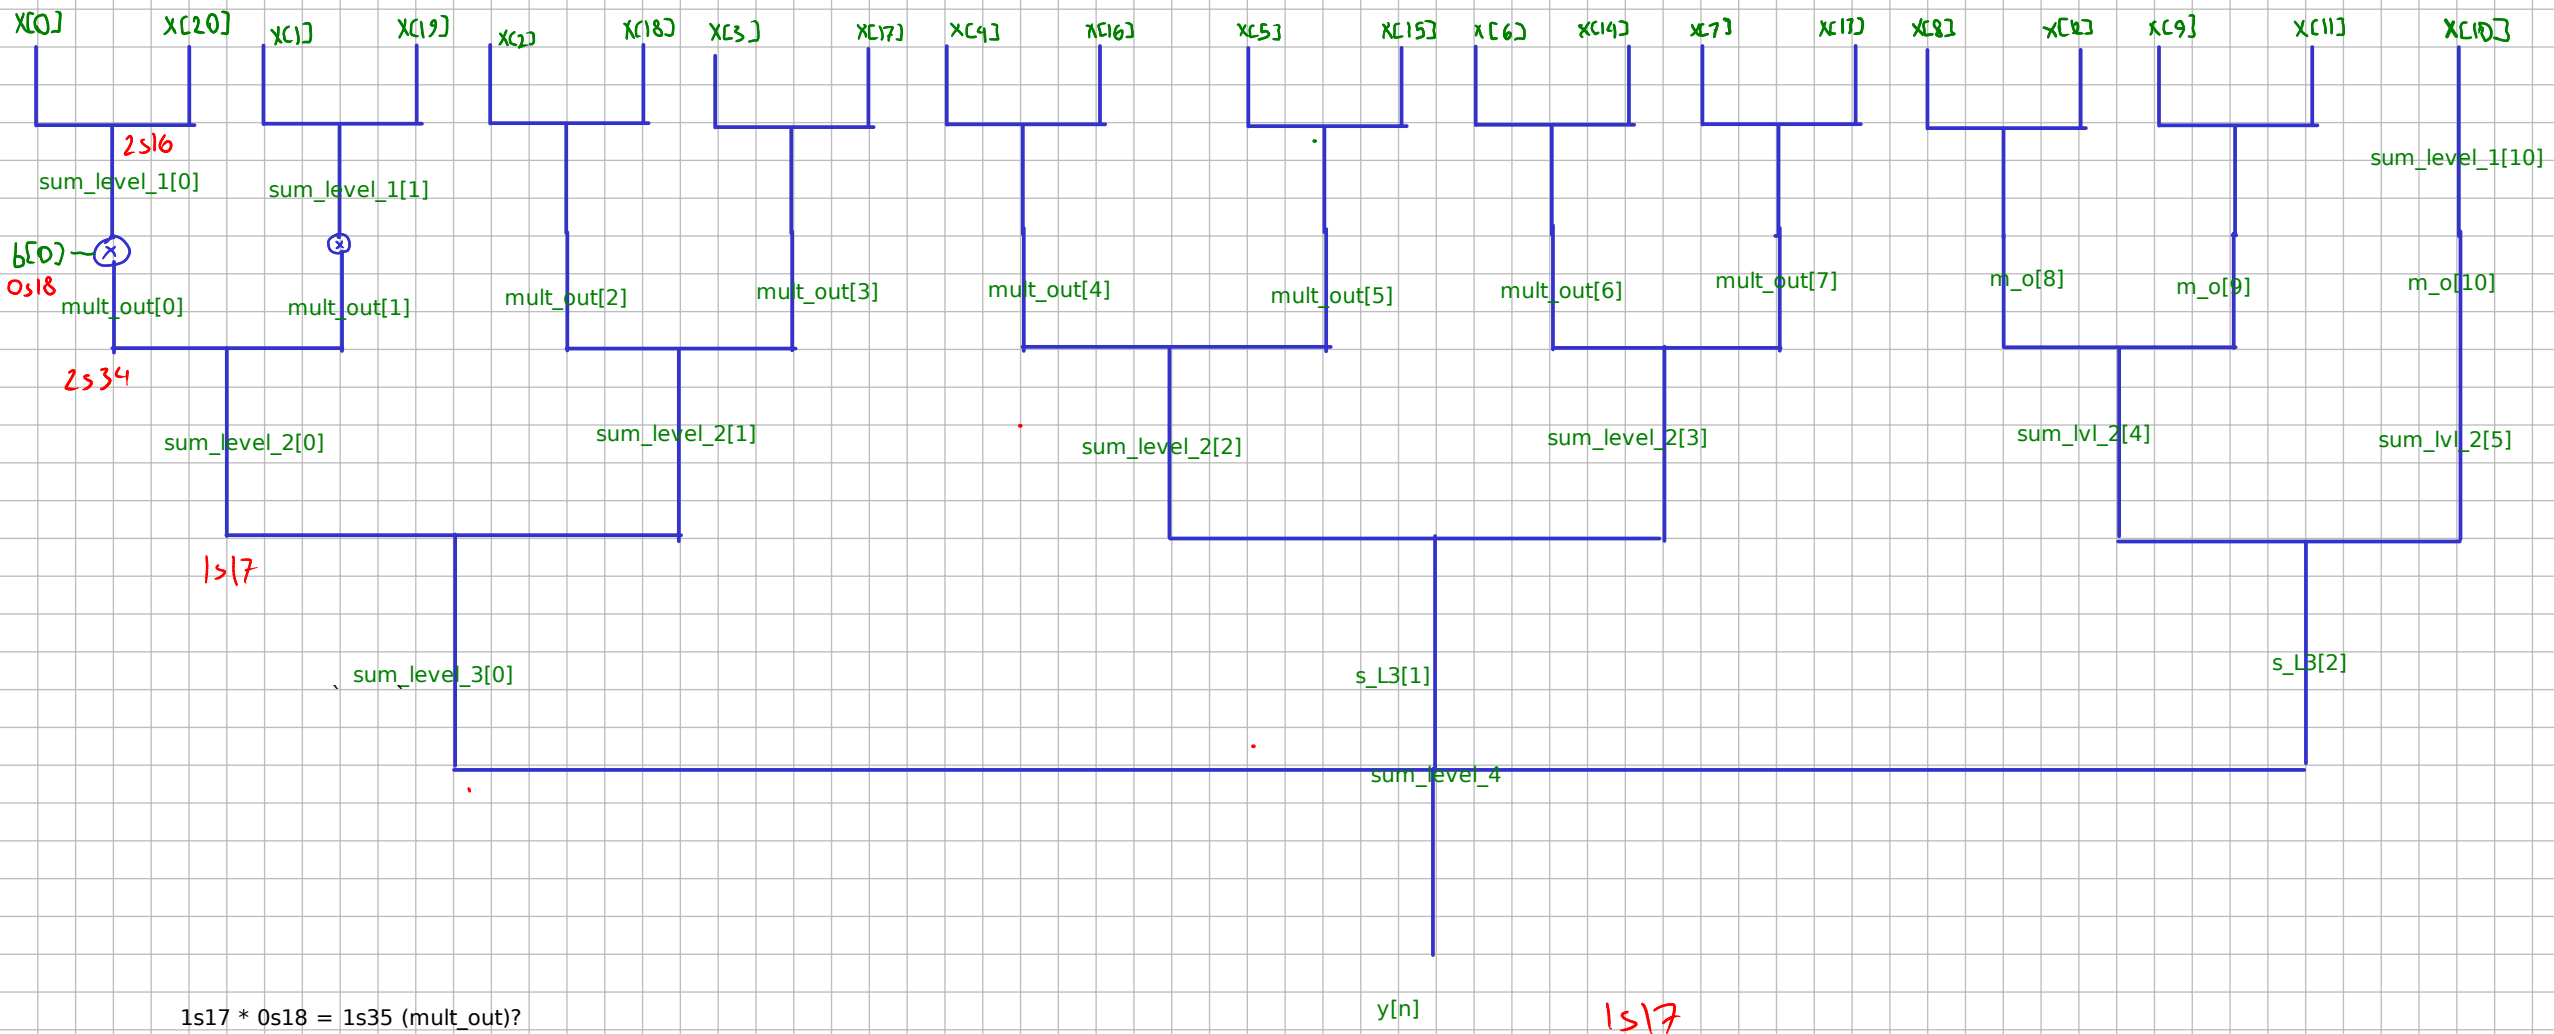 x[0] x[20] x[1] x[19] x[2] x[18] x[3] x[17] x[4] x[16] x[5] x[15] x[6] x[14] x[7] x[13] x[8] x[12] x[9] x[11] x[10]
2s16
sum_level_1[0] sum_level_1[1] sum_level_1[10]
b[0]
0s18
mult_out[0] mult_out[1] mult_out[2] mult_out[3] mult_out[4] mult_out[5] mult_out[6] mult_out[7] m_o[8] m_o[9] m_o[10]
2s34
sum_level_2[0] sum_level_2[1] sum_level_2[2] sum_level_2[3] sum_lvl_2[4] sum_lvl_2[5]
1s17
sum_level_3[0] s_L3[1] s_L3[2]
sum_level_4
y[n] 1s17
1s17 * 0s18 = 1s35 (mult_out)?